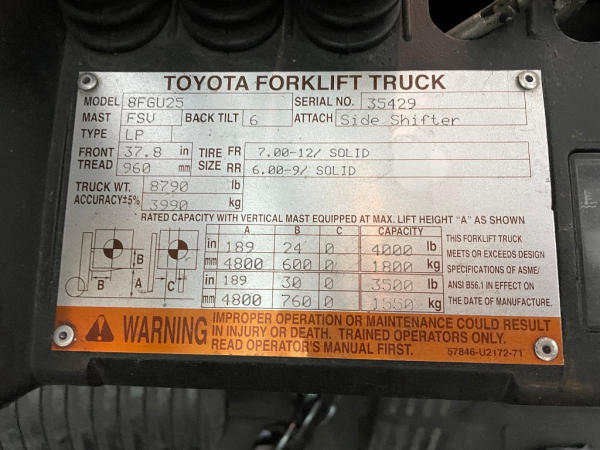 TOYOTA FORKLIFT TRUCK
MODEL 8FGU25 SERIAL NO. 35429
MAST FSV BACK TILT 6 ATTACH Side Shifter
TYPE LP
FRONT 37.8 in TIRE FR 7.00-12/ SOLID
TREAD 960 mm SIZE RR 6.00-9/ SOLID
TRUCK WT. 8790 lb
ACCURACY±5% 3990 kg
RATED CAPACITY WITH VERTICAL MAST EQUIPPED AT MAX. LIFT HEIGHT "A" AS SHOWN
A B C CAPACITY
in 189 24 0 4000 lb
mm 4800 600 0 1800 kg
in 189 30 0 3500 lb
mm 4800 760 0 1550 kg
B A B C
THIS FORKLIFT TRUCK
MEETS OR EXCEEDS DESIGN
SPECIFICATIONS OF ASME/
ANSI B56.1 IN EFFECT ON
THE DATE OF MANUFACTURE.
WARNING
IMPROPER OPERATION OR MAINTENANCE COULD RESULT
IN INJURY OR DEATH. TRAINED OPERATORS ONLY.
READ OPERATOR'S MANUAL FIRST.
57846-U2172-71